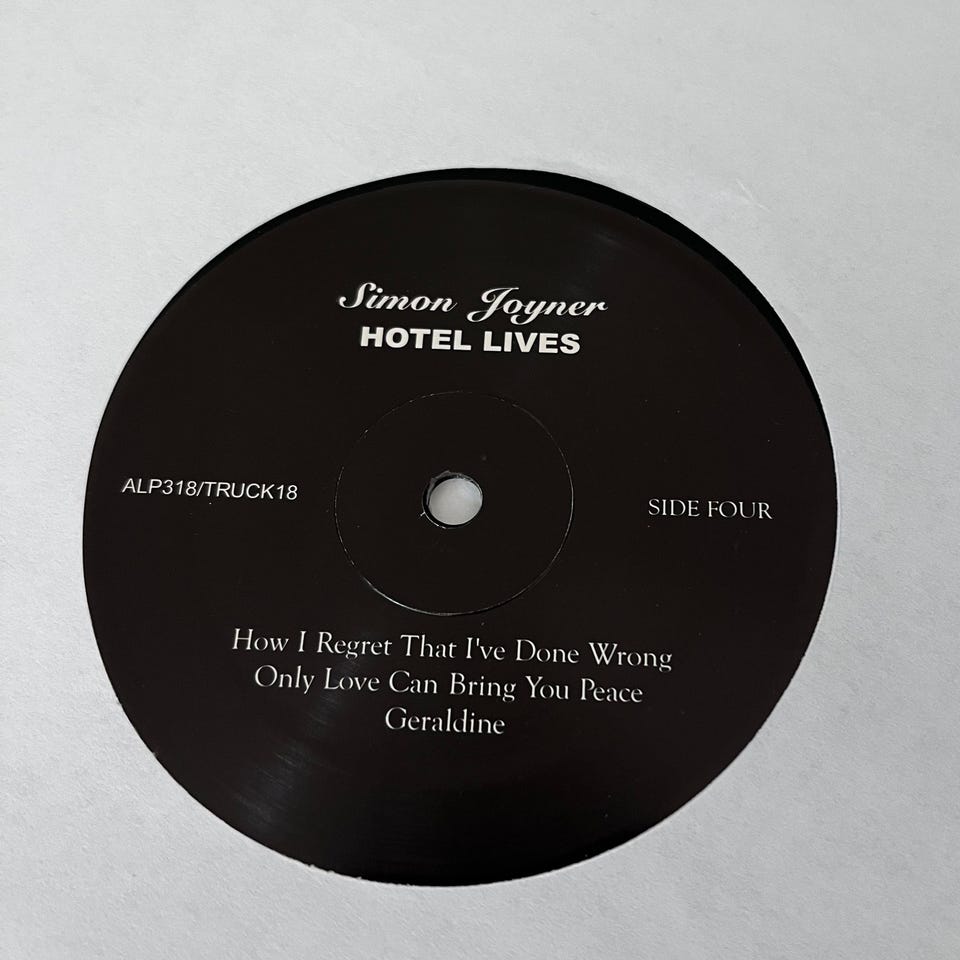 Simon Joyner
HOTEL LIVES
ALP318/TRUCK18
SIDE FOUR
How I Regret That I've Done Wrong
Only Love Can Bring You Peace
Geraldine